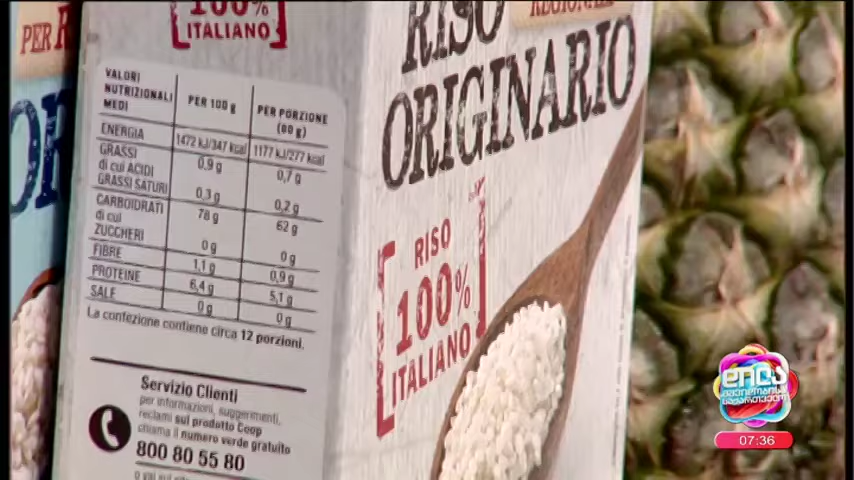 PER
100%
ITALIANO
VALORI
NUTRIZIONALI
MEDI
PER 100 g
PER PORZIONE
(80 g)
ENERGIA
1472 kJ/347 kcal
1177 kJ/277 kcal
GRASSI
0,9 g
0,7 g
di cui ACIDI
GRASSI SATURI
0,3 g
0,2 g
CARBOIDRATI
78 g
62 g
di cui
ZUCCHERI
0 g
0 g
FIBRE
1,1 g
0,9 g
PROTEINE
6,4 g
5,1 g
SALE
0 g
0 g
La confezione contiene circa 12 porzioni.
Servizio Clienti
per informazioni, suggerimenti,
reclami sul prodotto Coop
chiama il numero verde gratuito
800 80 55 80
REGIONALE
RISO
ORIGINARIO
RISO
100%
ITALIANO
07:36